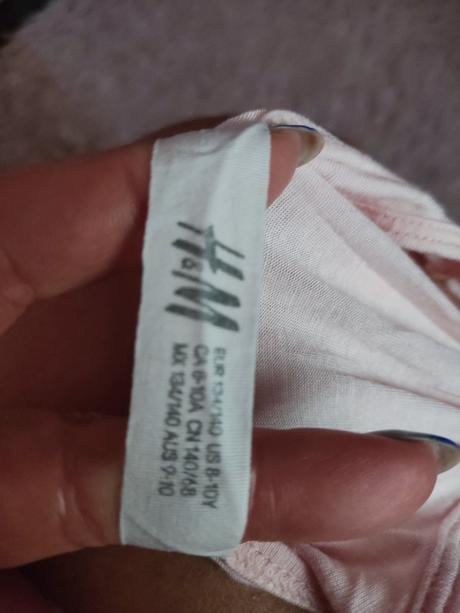 H&M
EUR 134/140 US 8-10Y
CA 8-10A CN 140/68
MX 134/140 AUS 9-10